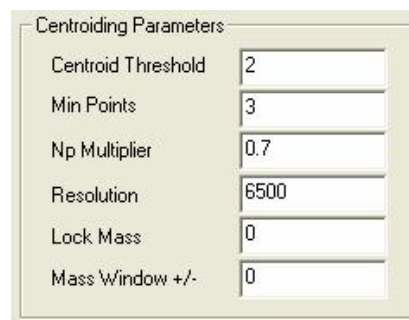 Centroiding Parameters
Centroid Threshold 2
Min Points 3
Np Multiplier 0.7
Resolution 6500
Lock Mass 0
Mass Window +/- 0